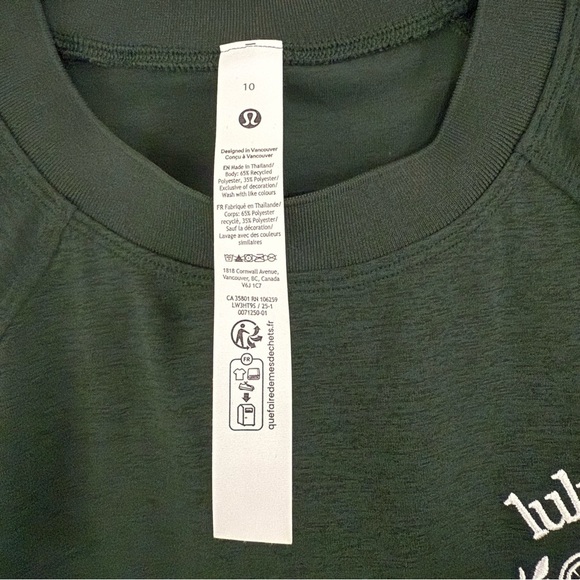 10
Designed in Vancouver
Conçu à Vancouver
EN Made in Thailand/
Body: 65% Recycled
Polyester, 35% Polyester/
Exclusive of decoration/
Wash with like colours
FR Fabriqué en Thaïlande/
Corps: 65% Polyester
recyclé, 35% Polyester/
Sauf la décoration/
Lavage avec des couleurs
similaires
1818 Cornwall Avenue,
Vancouver, BC, Canada
V6J 1C7
CA 35801 RN 106259
LW3HT9S / 25-1
0071250-01
FR
quefairedemesdechets.fr
lulu